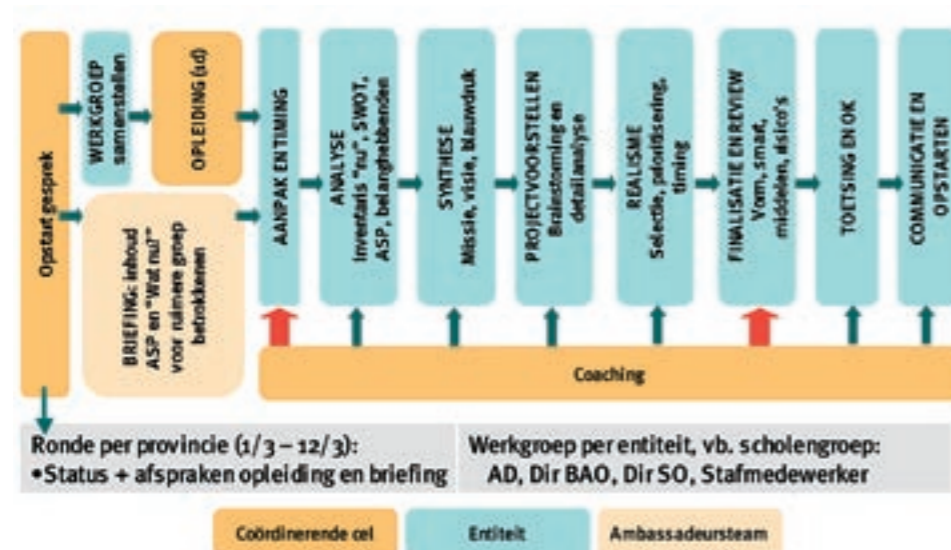 Opstart gesprek
WERKGROEP
samenstellen
OPLEIDING (1d)
BRIEFING: inhoud
ASP en "Wat nu?"
voor ruimere groep
betrokkenen
AANPAK EN TIMING
ANALYSE
Inventaris "nu", SWOT,
ASP, belanghebbenden
SYNTHESE
Missie, visie, blauwdruk
PROJECTVOORSTELLEN
Brainstorming en
detailanalyse
REALISME
Selectie, prioritisering,
timing
FINALISATIE EN REVIEW
Vorm, smart,
middelen, risico's
TOETSING EN OK
COMMUNICATIE EN
OPSTARTEN
Coaching
Ronde per provincie (1/3 – 12/3):
•Status + afspraken opleiding en briefing
Werkgroep per entiteit, vb. scholengroep:
AD, Dir BAO, Dir SO, Stafmedewerker
Coördinerende cel
Entiteit
Ambassadeursteam